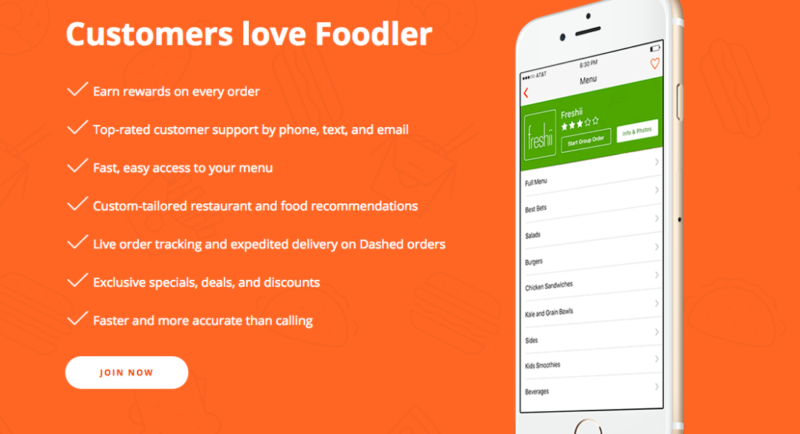 Customers love Foodler
Earn rewards on every order
Top-rated customer support by phone, text, and email
Fast, easy access to your menu
Custom-tailored restaurant and food recommendations
Live order tracking and expedited delivery on Dashed orders
Exclusive specials, deals, and discounts
Faster and more accurate than calling
JOIN NOW
AT&T
8:30 PM
Menu
freshii
Freshii
Start Group Order
Info & Photos
Full Menu
Best Bets
Salads
Burgers
Chicken Sandwiches
Kale and Grain Bowls
Sides
Kids Smoothies
Beverages